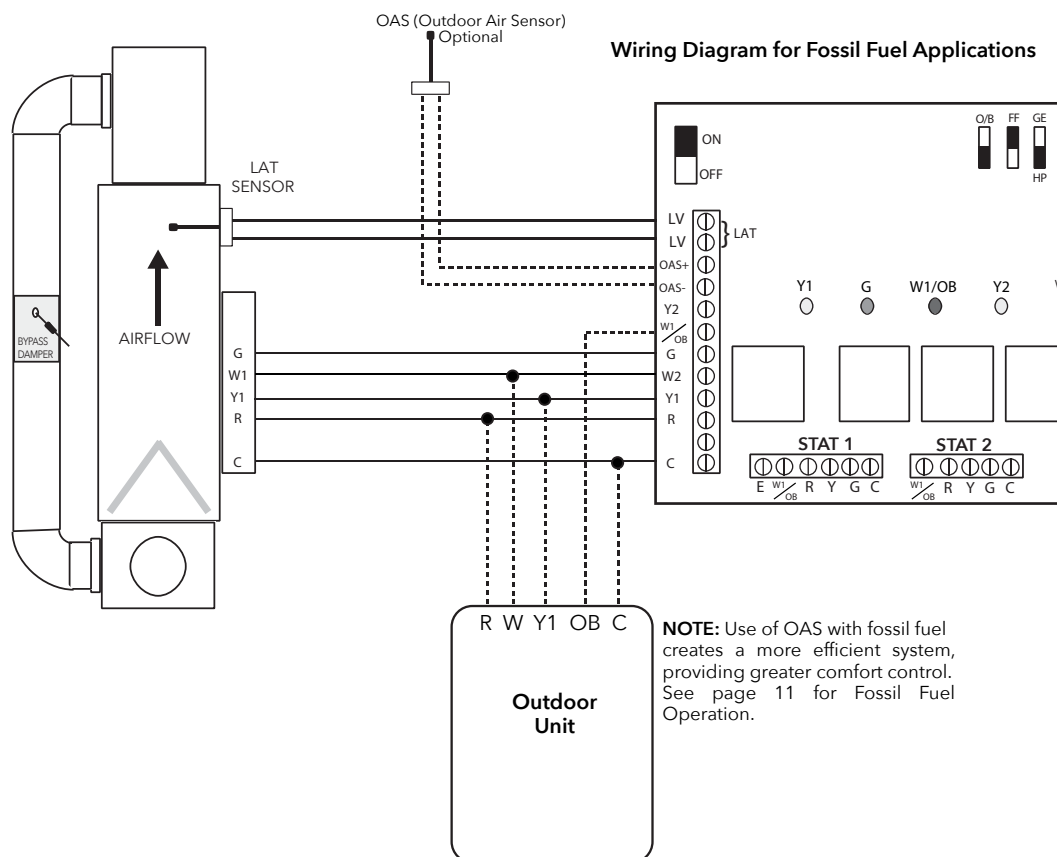 OAS (Outdoor Air Sensor)
Optional
Wiring Diagram for Fossil Fuel Applications
O/B FF GE
ON
OFF
HP
LAT
SENSOR
LV
LV
LAT
OAS+
OAS-
Y2
W1/OB
G
W2
Y1
R
C
Y1 G W1/OB Y2
BYPASS
DAMPER
AIRFLOW
G
W1
Y1
R
C
STAT 1
E W1/OB R Y G C
STAT 2
W1/OB R Y G C
R W Y1 OB C
Outdoor
Unit
NOTE: Use of OAS with fossil fuel
creates a more efficient system,
providing greater comfort control.
See page 11 for Fossil Fuel
Operation.